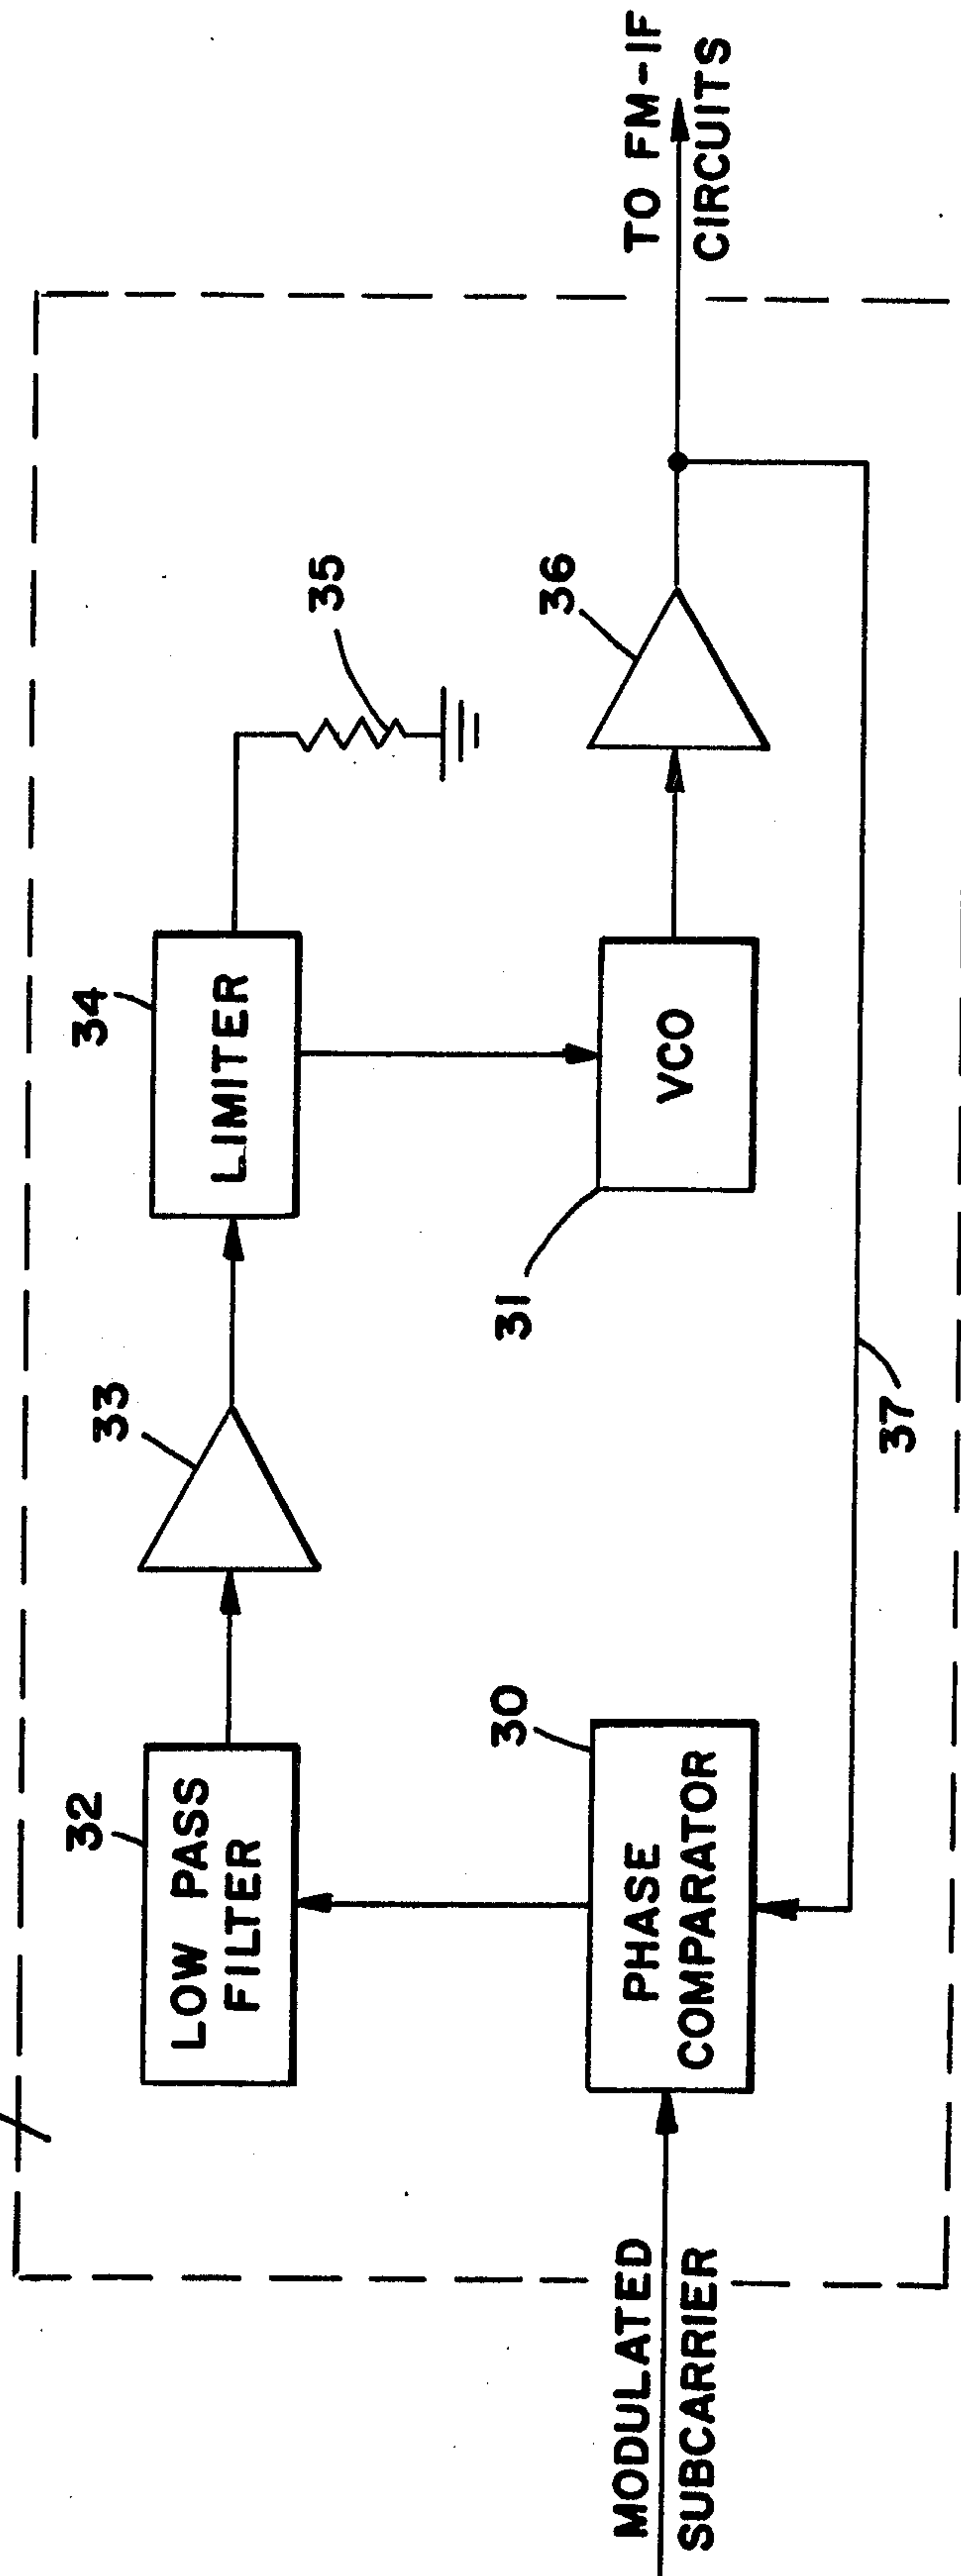 32
LOW PASS
FILTER
33
34
LIMITER
35
30
PHASE
COMPARATOR
31
VCO
36
37
MODULATED
SUBCARRIER
TO FM-IF
CIRCUITS